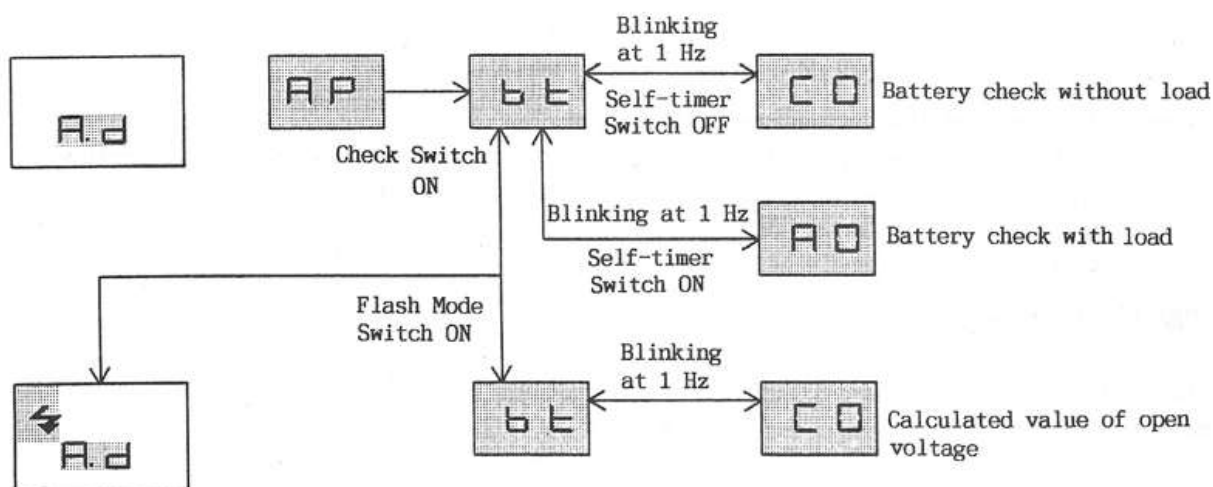 A.d
AP
bt
Blinking
at 1 Hz
Self-timer
Switch OFF
C0
Battery check without load
Check Switch
ON
Blinking at 1 Hz
Self-timer
Switch ON
A0
Battery check with load
Flash Mode
Switch ON
A.d
bt
Blinking
at 1 Hz
C0
Calculated value of open
voltage